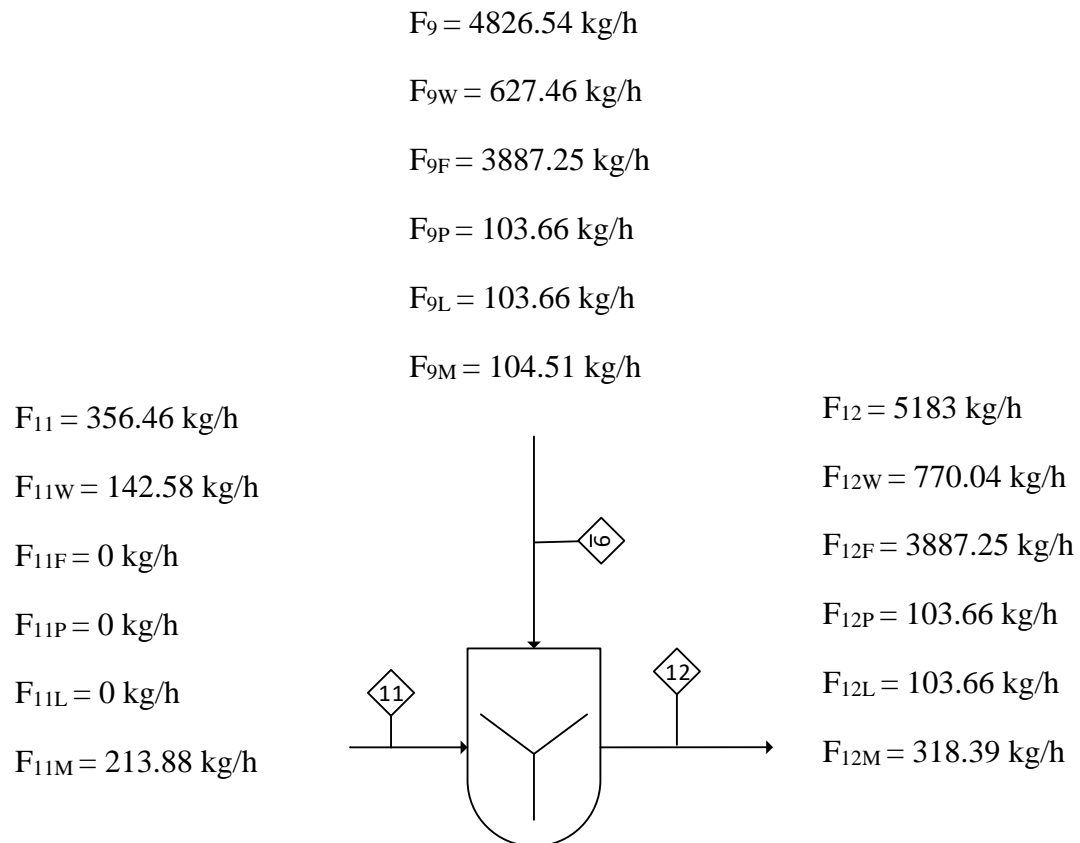 F9 = 4826.54 kg/h
F9W = 627.46 kg/h
F9F = 3887.25 kg/h
F9P = 103.66 kg/h
F9L = 103.66 kg/h
F9M = 104.51 kg/h
F11 = 356.46 kg/h
F11W = 142.58 kg/h
F11F = 0 kg/h
F11P = 0 kg/h
F11L = 0 kg/h
F11M = 213.88 kg/h
9
11
12
F12 = 5183 kg/h
F12W = 770.04 kg/h
F12F = 3887.25 kg/h
F12P = 103.66 kg/h
F12L = 103.66 kg/h
F12M = 318.39 kg/h